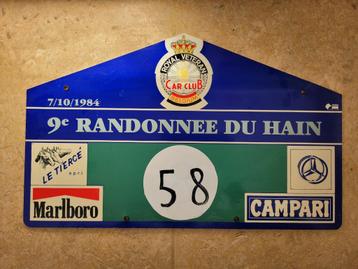 ROYAL VETERAN
CAR CLUB
7/10/1984
9e RANDONNEE DU HAIN
LE TIERCÉ
s.p.r.l.
58
Marlboro
CAMPARI